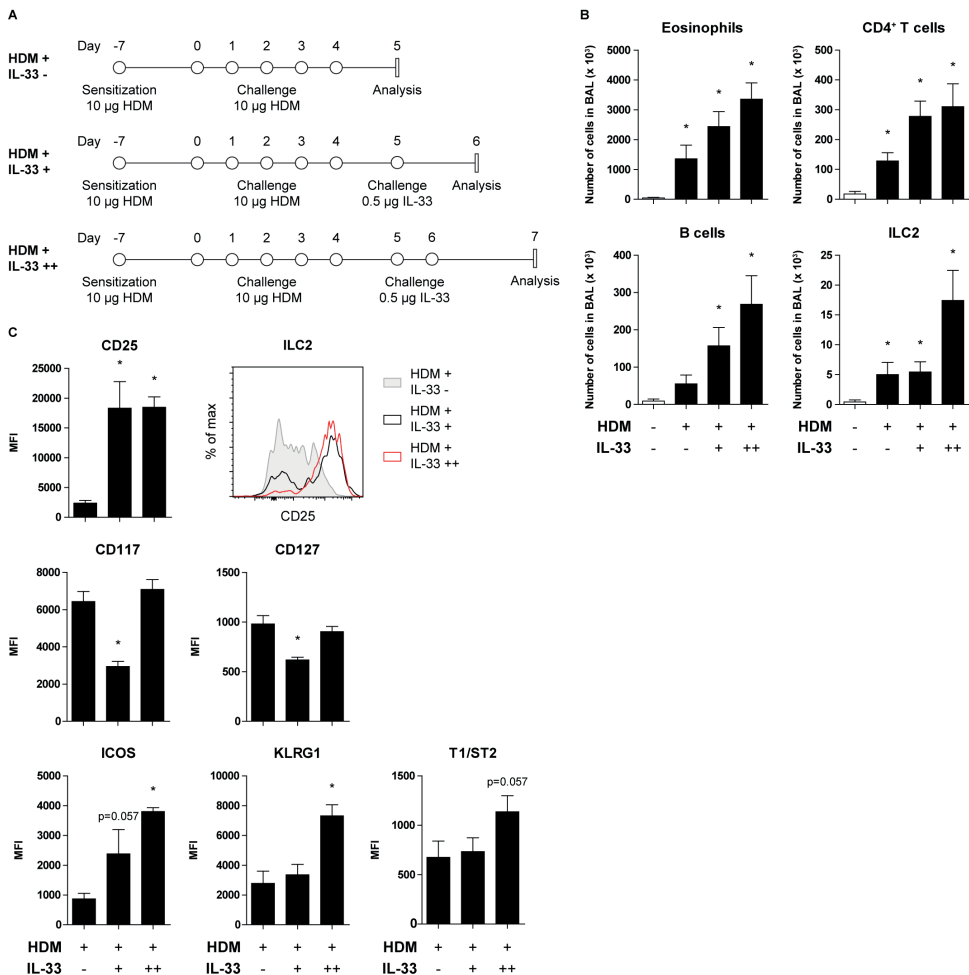 A
HDM +
IL-33 -
Day -7 0 1 2 3 4 5
Sensitization Challenge Analysis
10 µg HDM 10 µg HDM
HDM +
IL-33 +
Day -7 0 1 2 3 4 5 6
Sensitization Challenge Challenge Analysis
10 µg HDM 10 µg HDM 0.5 µg IL-33
HDM +
IL-33 ++
Day -7 0 1 2 3 4 5 6 7
Sensitization Challenge Challenge Analysis
10 µg HDM 10 µg HDM 0.5 µg IL-33
B
Eosinophils
Number of cells in BAL (x 10³)
5000
4000
3000
2000
1000
0
* * *
CD4⁺ T cells
Number of cells in BAL (x 10³)
500
400
300
200
100
0
* * *
B cells
Number of cells in BAL (x 10³)
400
300
200
100
0
* *
ILC2
Number of cells in BAL (x 10³)
25
20
15
10
5
0
* * *
HDM - + + +
IL-33 - - + ++
HDM - + + +
IL-33 - - + ++
C
CD25
MFI
25000
20000
15000
10000
5000
0
* *
ILC2
% of max
CD25
HDM +
IL-33 -
HDM +
IL-33 +
HDM +
IL-33 ++
CD117
MFI
8000
6000
4000
2000
0
*
CD127
MFI
1500
1000
500
0
*
ICOS
MFI
5000
4000
3000
2000
1000
0
p=0.057 *
KLRG1
MFI
10000
8000
6000
4000
2000
0
*
T1/ST2
MFI
1500
1000
500
0
p=0.057
HDM + + +
IL-33 - + ++
HDM + + +
IL-33 - + ++
HDM + + +
IL-33 - + ++